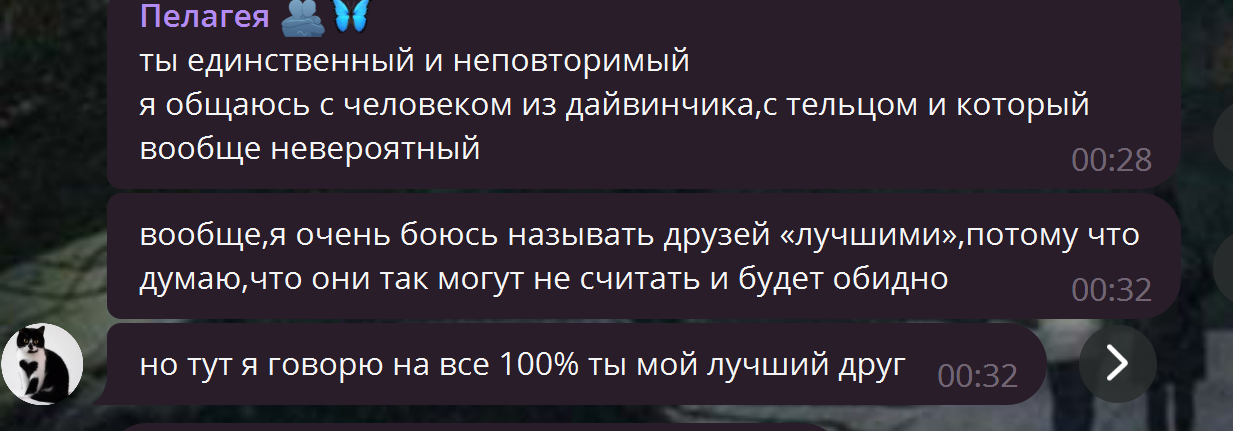 Пелагея
ты единственный и неповторимый
я общаюсь с человеком из дайвинчика,с тельцом и который
вообще невероятный
00:28
вообще,я очень боюсь называть друзей «лучшими»,потому что
думаю,что они так могут не считать и будет обидно
00:32
но тут я говорю на все 100% ты мой лучший друг
00:32